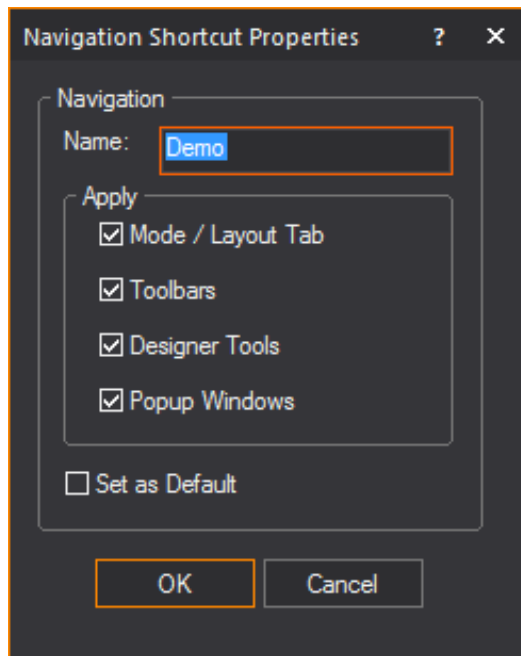 Navigation Shortcut Properties ? ×
Navigation
Name: Demo
Apply
Mode / Layout Tab
Toolbars
Designer Tools
Popup Windows
Set as Default
OK Cancel